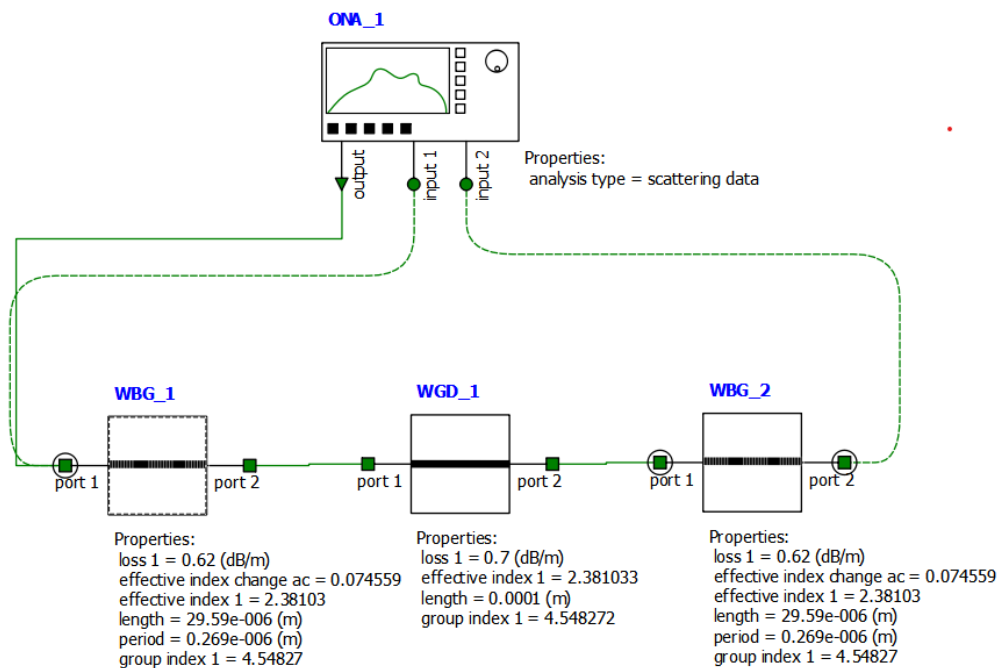 ONA_1
output
input 1
input 2
Properties:
analysis type = scattering data
WBG_1
port 1
port 2
Properties:
loss 1 = 0.62 (dB/m)
effective index change ac = 0.074559
effective index 1 = 2.38103
length = 29.59e-006 (m)
period = 0.269e-006 (m)
group index 1 = 4.54827
WGD_1
port 1
port 2
Properties:
loss 1 = 0.7 (dB/m)
effective index 1 = 2.381033
length = 0.0001 (m)
group index 1 = 4.548272
WBG_2
port 1
port 2
Properties:
loss 1 = 0.62 (dB/m)
effective index change ac = 0.074559
effective index 1 = 2.38103
length = 29.59e-006 (m)
period = 0.269e-006 (m)
group index 1 = 4.54827